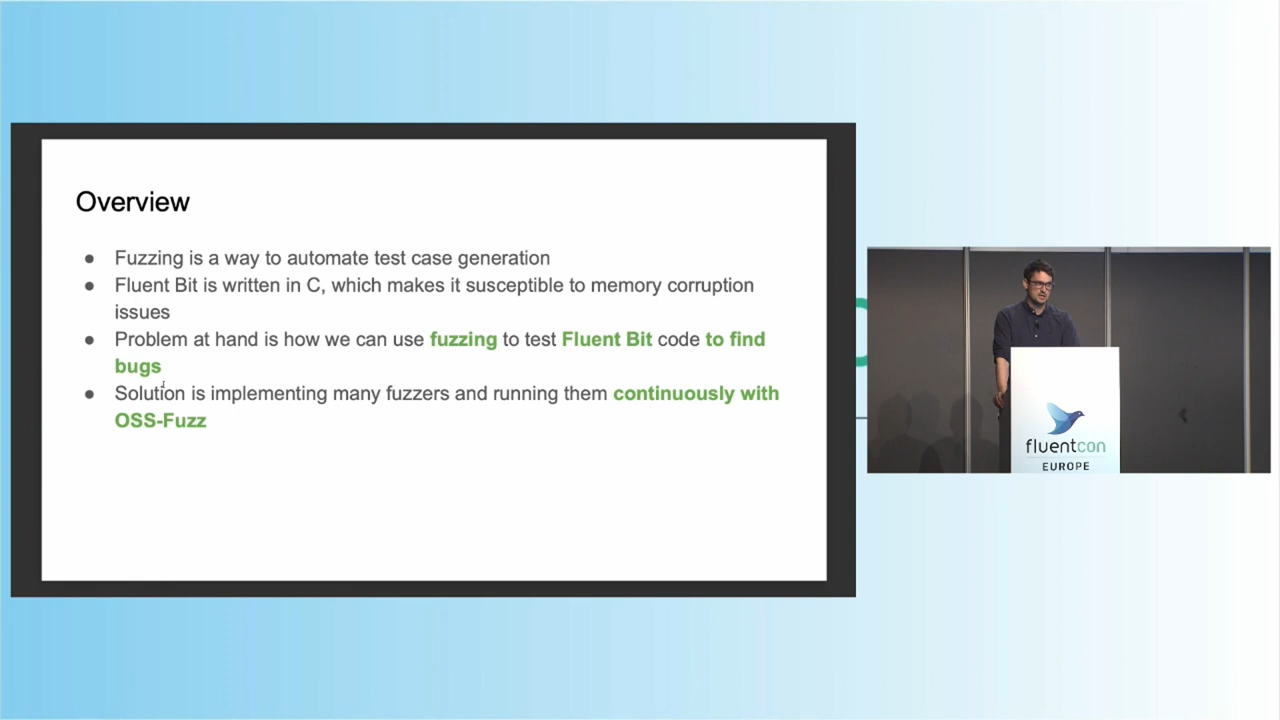 Overview
● Fuzzing is a way to automate test case generation
● Fluent Bit is written in C, which makes it susceptible to memory corruption
issues
● Problem at hand is how we can use fuzzing to test Fluent Bit code to find
bugs
● Solution is implementing many fuzzers and running them continuously with
OSS-Fuzz
fluentcon
EUROPE